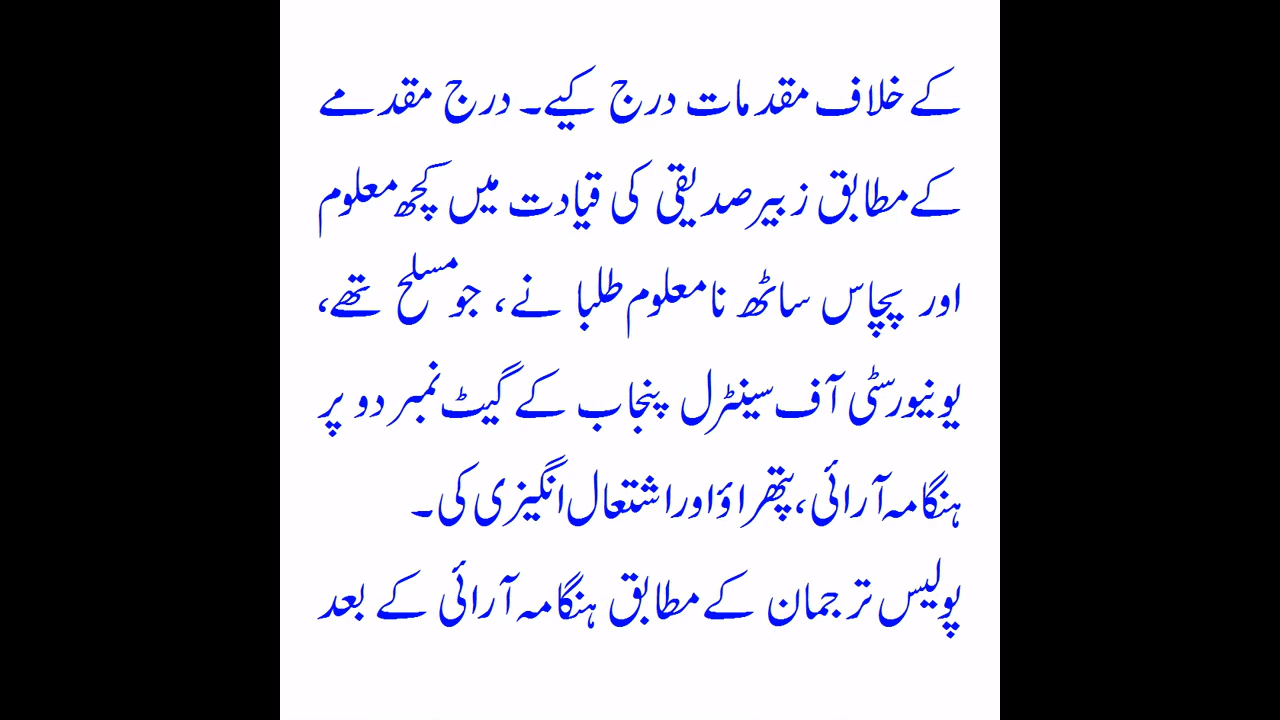 کے خلاف مقدمات درج کیے۔ درج مقدمے
کے مطابق زبیر صدیقی کی قیادت میں کچھ معلوم
اور پچاس ساٹھ نامعلوم طلبا نے، جو مسلح تھے،
یونیورسٹی آف سینٹرل پنجاب کے گیٹ نمبر دو پر
ہنگامہ آرائی، پتھراؤ اور اشتعال انگیزی کی۔
پولیس ترجمان کے مطابق ہنگامہ آرائی کے بعد